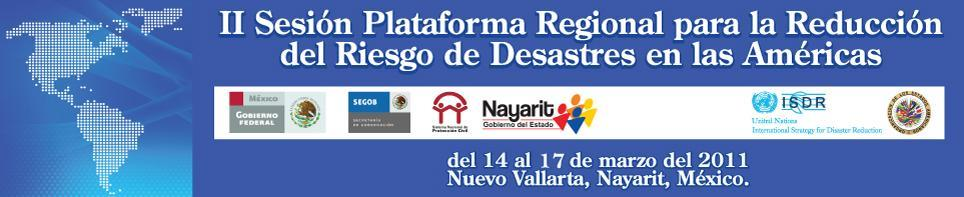 II Sesión Plataforma Regional para la Reducción
del Riesgo de Desastres en las Américas
México
GOBIERNO
FEDERAL
SEGOB
SECRETARÍA
DE GOBERNACIÓN
Sistema Nacional de
Protección Civil
Nayarit
Gobierno del Estado
ISDR
United Nations
International Strategy for Disaster Reduction
del 14 al 17 de marzo del 2011
Nuevo Vallarta, Nayarit, México.